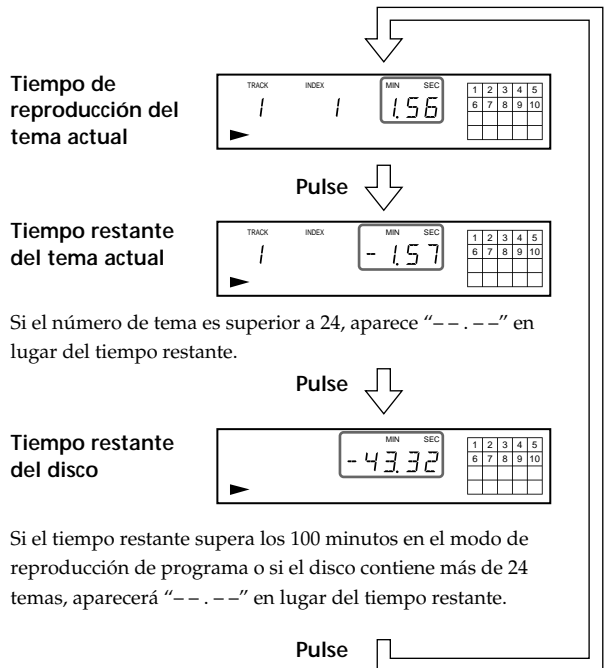 Tiempo de
reproducción del
tema actual
TRACK INDEX MIN SEC
1 1 1.56
1 2 3 4 5
6 7 8 9 10
Pulse
Tiempo restante
del tema actual
TRACK INDEX MIN SEC
1 - 1.57
1 2 3 4 5
6 7 8 9 10
Si el número de tema es superior a 24, aparece “– – . – –” en
lugar del tiempo restante.
Pulse
Tiempo restante
del disco
MIN SEC
- 43.32
1 2 3 4 5
6 7 8 9 10
Si el tiempo restante supera los 100 minutos en el modo de
reproducción de programa o si el disco contiene más de 24
temas, aparecerá “– – . – –” en lugar del tiempo restante.
Pulse